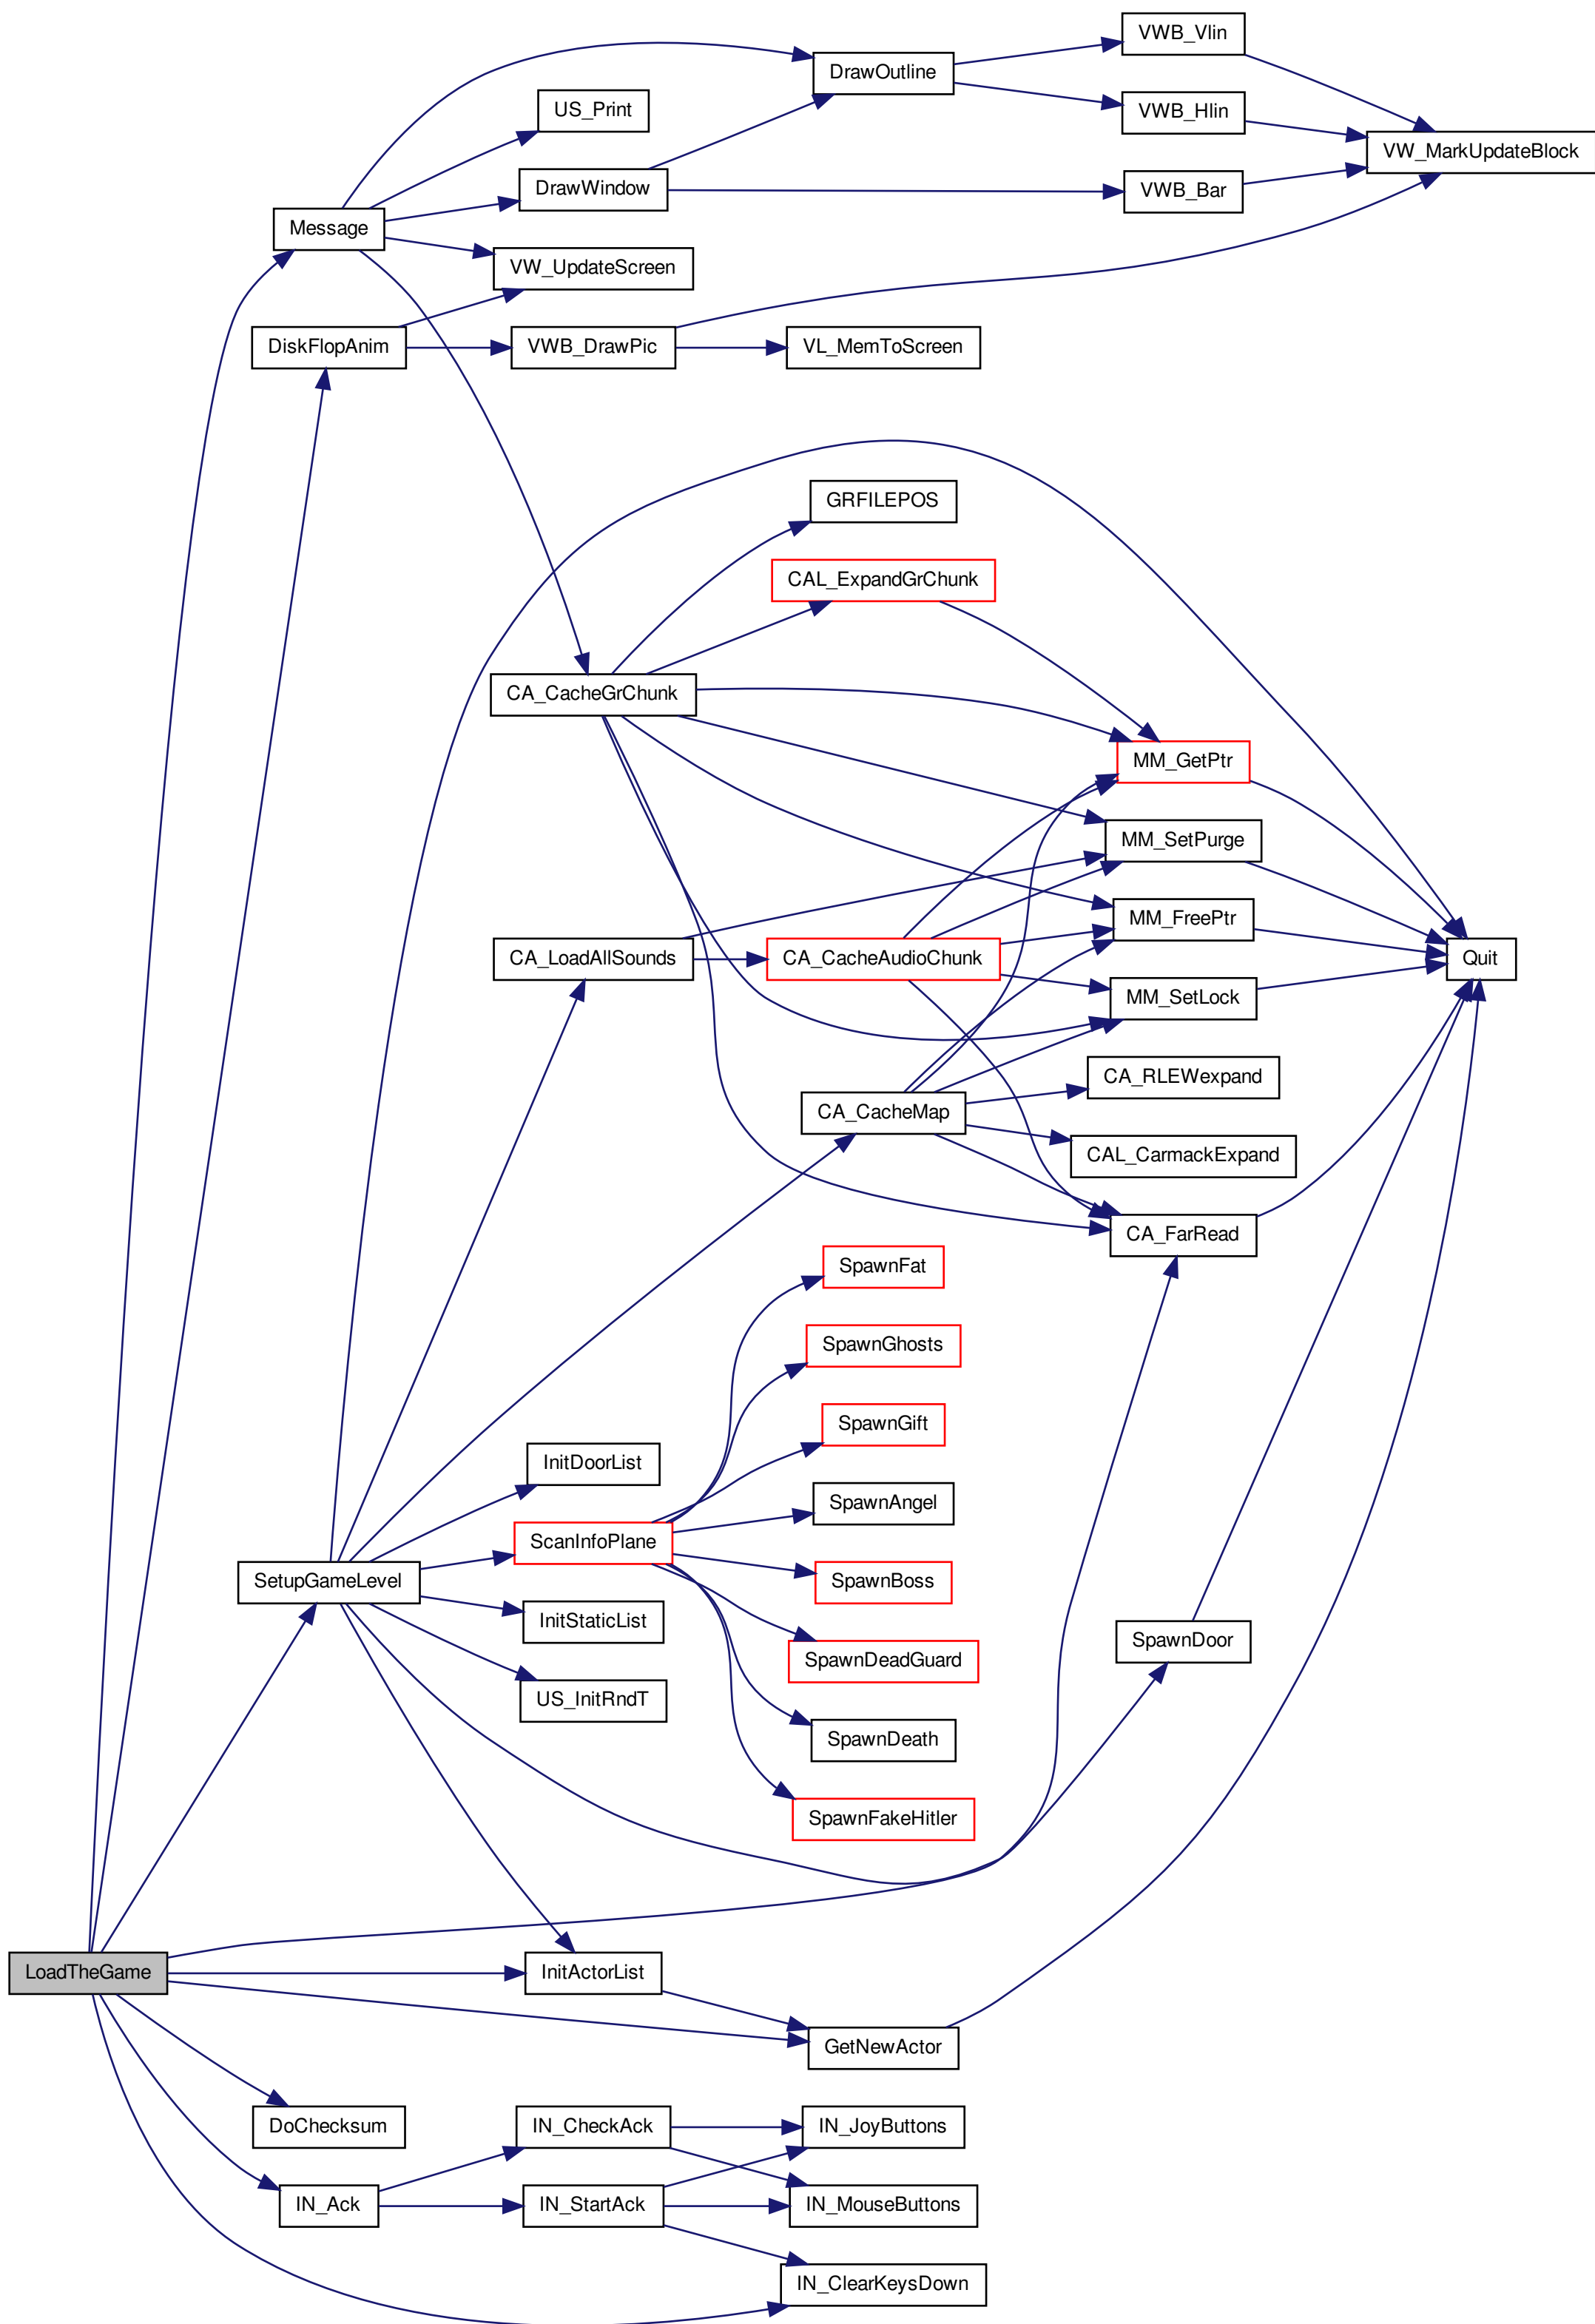 VWB_Vlin
DrawOutline
US_Print
VWB_Hlin
VW_MarkUpdateBlock
DrawWindow
VWB_Bar
Message
VW_UpdateScreen
DiskFlopAnim
VWB_DrawPic
VL_MemToScreen
GRFILEPOS
CAL_ExpandGrChunk
CA_CacheGrChunk
MM_GetPtr
MM_SetPurge
MM_FreePtr
CA_LoadAllSounds
CA_CacheAudioChunk
Quit
MM_SetLock
CA_RLEWexpand
CA_CacheMap
CAL_CarmackExpand
CA_FarRead
SpawnFat
SpawnGhosts
SpawnGift
InitDoorList
SpawnAngel
ScanInfoPlane
SetupGameLevel
SpawnBoss
InitStaticList
SpawnDoor
SpawnDeadGuard
US_InitRndT
SpawnDeath
SpawnFakeHitler
LoadTheGame
InitActorList
GetNewActor
DoChecksum
IN_CheckAck
IN_JoyButtons
IN_Ack
IN_StartAck
IN_MouseButtons
IN_ClearKeysDown